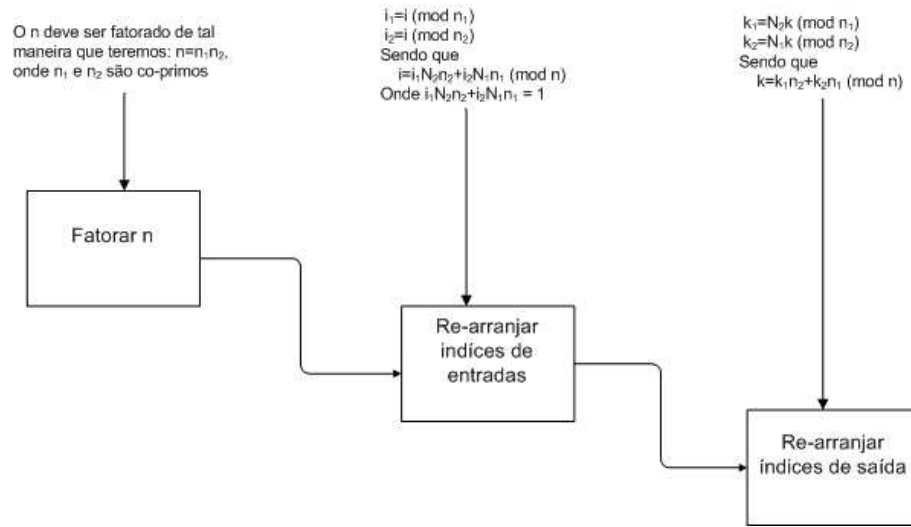 O n deve ser fatorado de tal
maneira que teremos: n=n₁n₂,
onde n₁ e n₂ são co-primos
i₁=i (mod n₁)
i₂=i (mod n₂)
Sendo que
i=i₁N₂n₂+i₂N₁n₁ (mod n)
Onde i₁N₂n₂+i₂N₁n₁ = 1
k₁=N₂k (mod n₁)
k₂=N₁k (mod n₂)
Sendo que
k=k₁n₂+k₂n₁ (mod n)
Fatorar n
Re-arranjar
indíces de
entradas
Re-arranjar
índices de saída